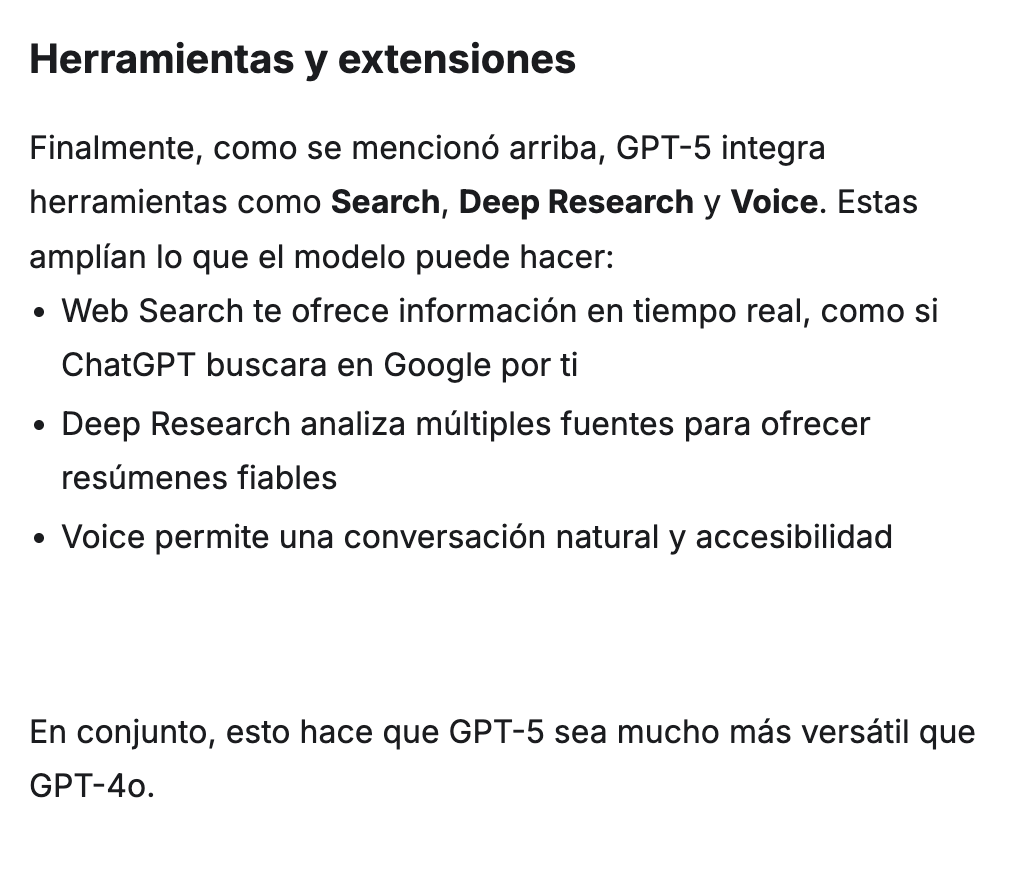 Herramientas y extensiones
Finalmente, como se mencionó arriba, GPT-5 integra
herramientas como Search, Deep Research y Voice. Estas
amplían lo que el modelo puede hacer:
• Web Search te ofrece información en tiempo real, como si
ChatGPT buscara en Google por ti
• Deep Research analiza múltiples fuentes para ofrecer
resúmenes fiables
• Voice permite una conversación natural y accesibilidad
En conjunto, esto hace que GPT-5 sea mucho más versátil que
GPT-4o.